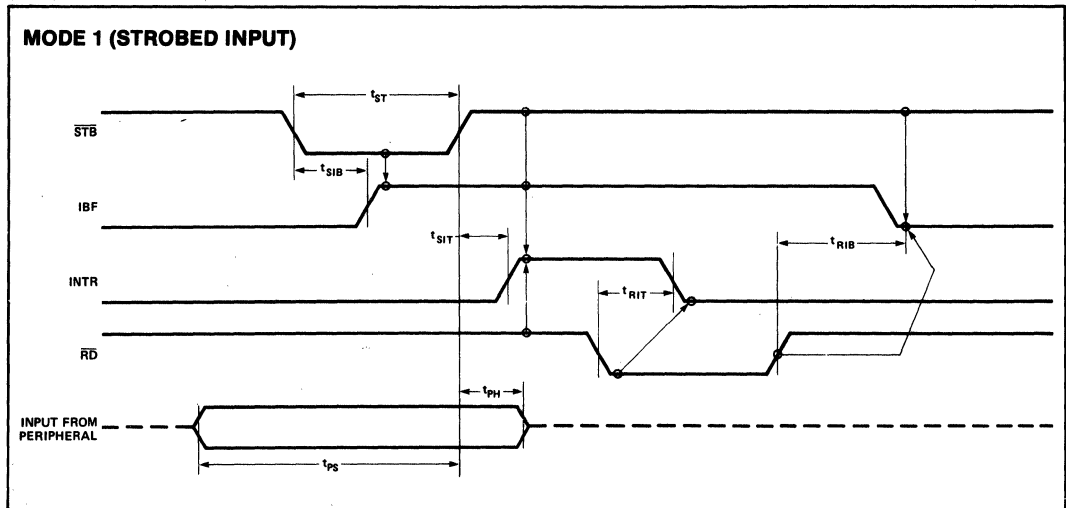 MODE 1 (STROBED INPUT)
tST
STB
tSIB
IBF
tSIT
tRIB
INTR
tRIT
RD
tPH
INPUT FROM
PERIPHERAL
tPS